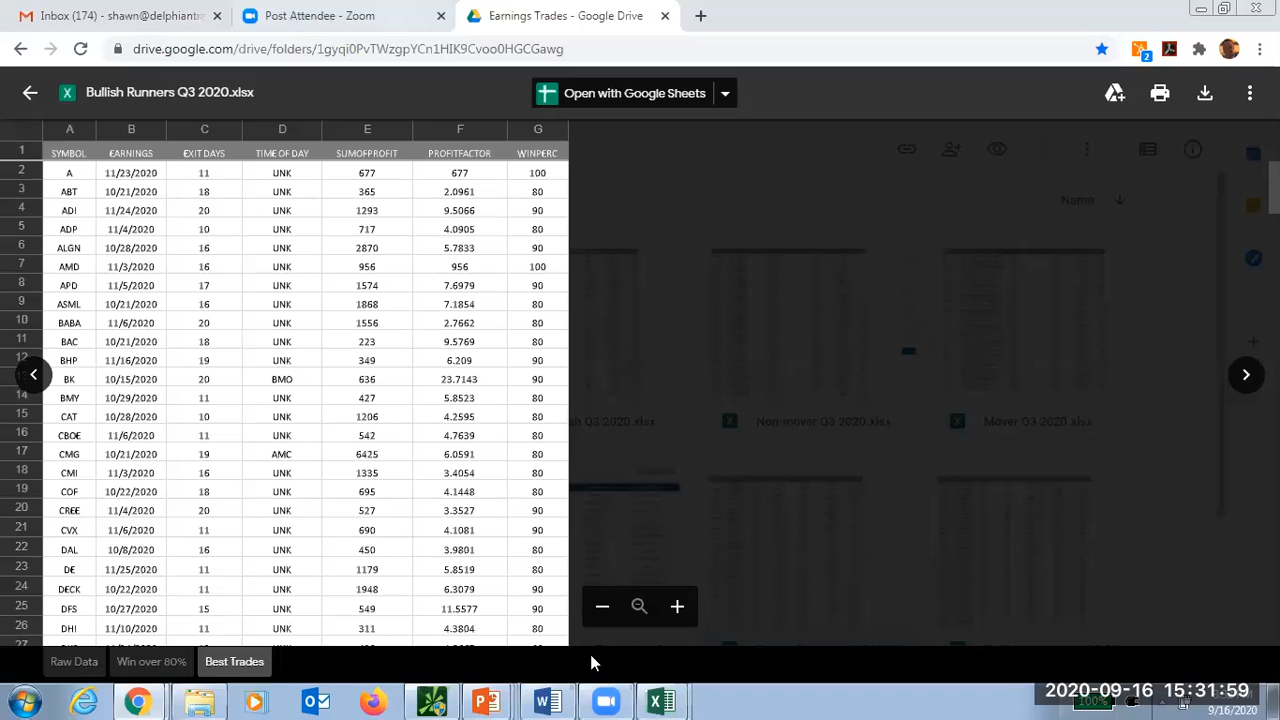 Inbox (174) - shawn@delphiantr
Post Attendee - Zoom
Earnings Trades - Google Drive
drive.google.com/drive/folders/1gyqi0PvTWzgpYCn1HIK9Cvoo0HGCGawg
2
Bullish Runners Q3 2020.xlsx
Open with Google Sheets
A B C D E F G
1 SYMBOL EARNINGS EXIT DAYS TIME OF DAY SUMOFPROFIT PROFITFACTOR WINPERC
2 A 11/23/2020 11 UNK 677 677 100
3 ABT 10/21/2020 18 UNK 365 2.0961 80
4 ADI 11/24/2020 20 UNK 1293 9.5066 90
5 ADP 11/4/2020 10 UNK 717 4.0905 80
6 ALGN 10/28/2020 16 UNK 2870 5.7833 90
7 AMD 11/3/2020 16 UNK 956 956 100
8 APD 11/5/2020 17 UNK 1574 7.6979 90
9 ASML 10/21/2020 16 UNK 1868 7.1854 80
10 BABA 11/6/2020 20 UNK 1556 2.7662 80
11 BAC 10/21/2020 18 UNK 223 9.5769 80
12 BHP 11/16/2020 19 UNK 349 6.209 90
BK 10/15/2020 20 BMO 636 23.7143 90
14 BMY 10/29/2020 11 UNK 427 5.8523 80
15 CAT 10/28/2020 10 UNK 1206 4.2595 80
16 CBOE 11/6/2020 11 UNK 542 4.7639 80
17 CMG 10/21/2020 19 AMC 6425 6.0591 80
18 CMI 11/3/2020 16 UNK 1335 3.4054 80
19 COF 10/22/2020 18 UNK 695 4.1448 80
20 CREE 11/4/2020 20 UNK 527 3.3527 90
21 CVX 11/6/2020 11 UNK 690 4.1081 90
22 DAL 10/8/2020 16 UNK 450 3.9801 80
23 DE 11/25/2020 11 UNK 1179 5.8519 80
24 DECK 10/22/2020 11 UNK 1948 6.3079 90
25 DFS 10/27/2020 15 UNK 549 11.5577 90
26 DHI 11/10/2020 11 UNK 311 4.3804 80
27
Name
sh Q3 2020.xlsx
Non-mover Q3 2020.xlsx
Mover Q3 2020.xlsx
Raw Data
Win over 80%
Best Trades
2020-09-16 15:31:59
100%
9/16/2020